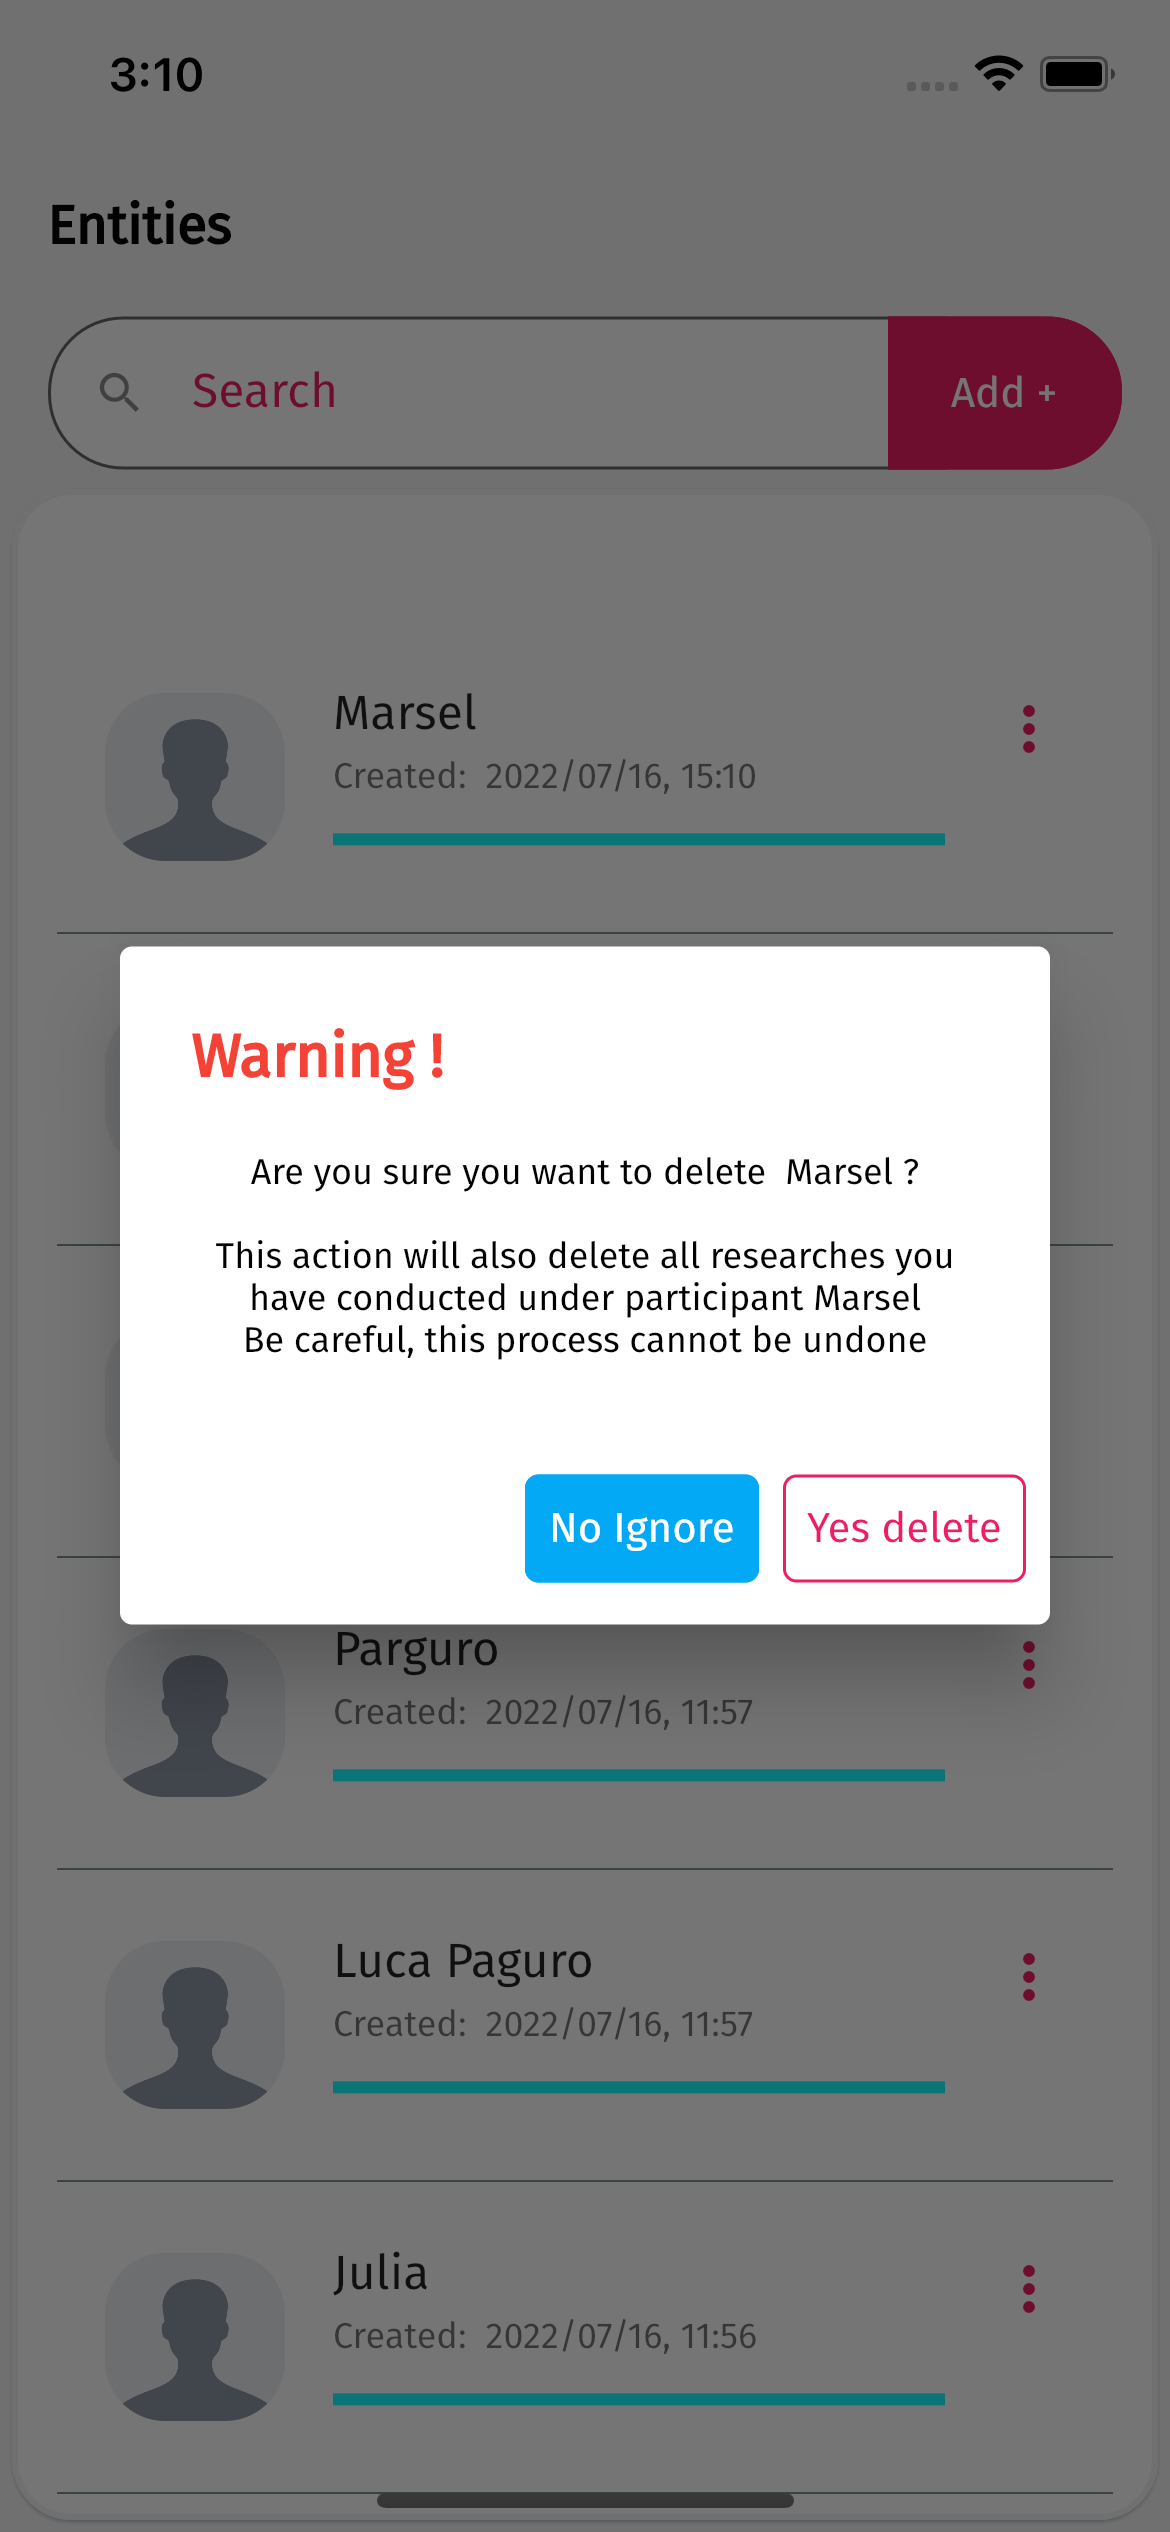 3:10
Entities
Search
Add +
Marsel
Created: 2022/07/16, 15:10
Warning !
Are you sure you want to delete  Marsel ?
This action will also delete all researches you
have conducted under participant Marsel
Be careful, this process cannot be undone
No Ignore
Yes delete
Parguro
Created: 2022/07/16, 11:57
Luca Paguro
Created: 2022/07/16, 11:57
Julia
Created: 2022/07/16, 11:56